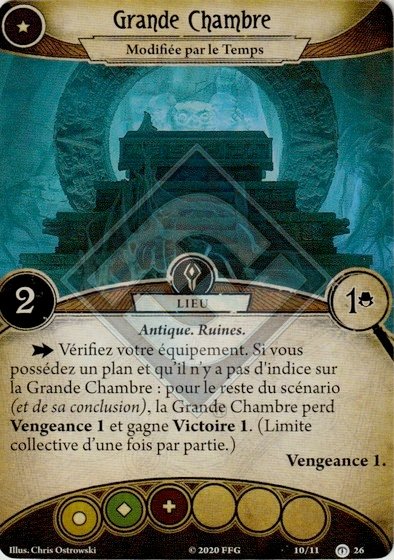 Grande Chambre
Modifiée par le Temps
2
LIEU
1
Antique. Ruines.
Vérifiez votre équipement. Si vous
possédez un plan et qu'il n'y a pas d'indice sur
la Grande Chambre : pour le reste du scénario
(et de sa conclusion), la Grande Chambre perd
Vengeance 1 et gagne Victoire 1. (Limite
collective d'une fois par partie.)
Vengeance 1.
Illus. Chris Ostrowski
© 2020 FFG
10/11
26